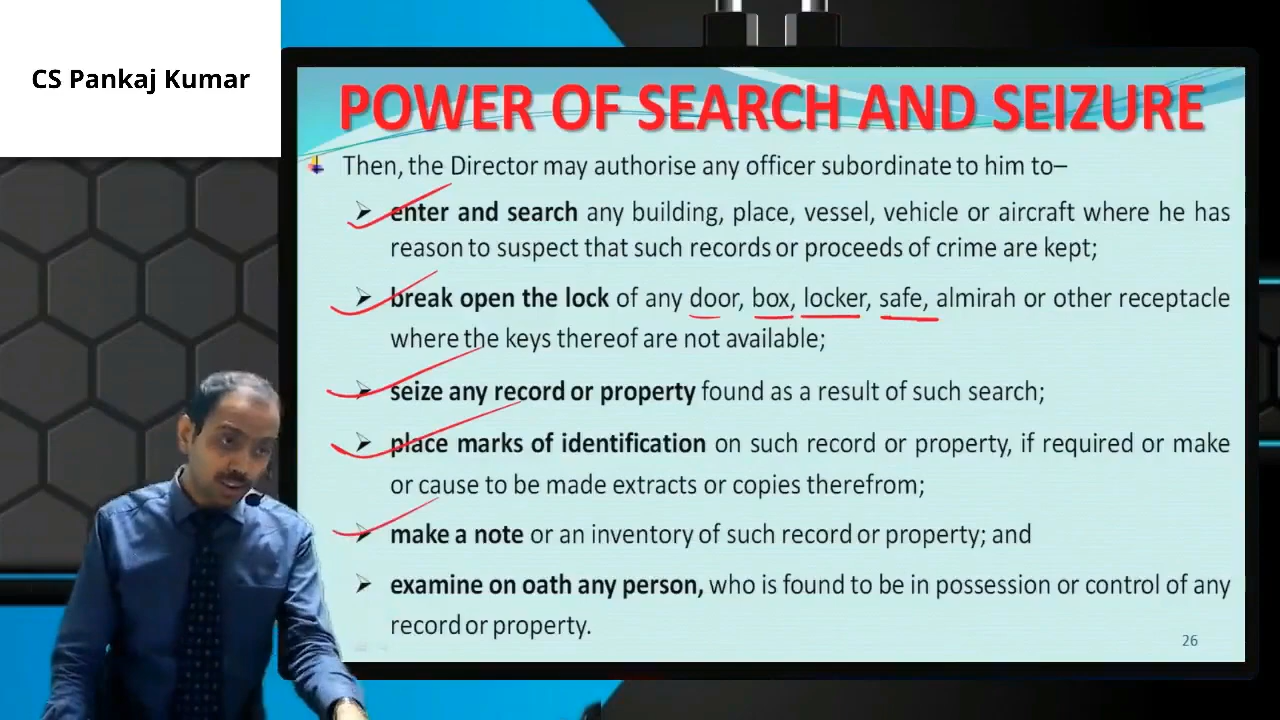 CS Pankaj Kumar
POWER OF SEARCH AND SEIZURE
Then, the Director may authorise any officer subordinate to him to–
enter and search any building, place, vessel, vehicle or aircraft where he has
reason to suspect that such records or proceeds of crime are kept;
break open the lock of any door, box, locker, safe, almirah or other receptacle
where the keys thereof are not available;
seize any record or property found as a result of such search;
place marks of identification on such record or property, if required or make
or cause to be made extracts or copies therefrom;
make a note or an inventory of such record or property; and
examine on oath any person, who is found to be in possession or control of any
record or property.
26